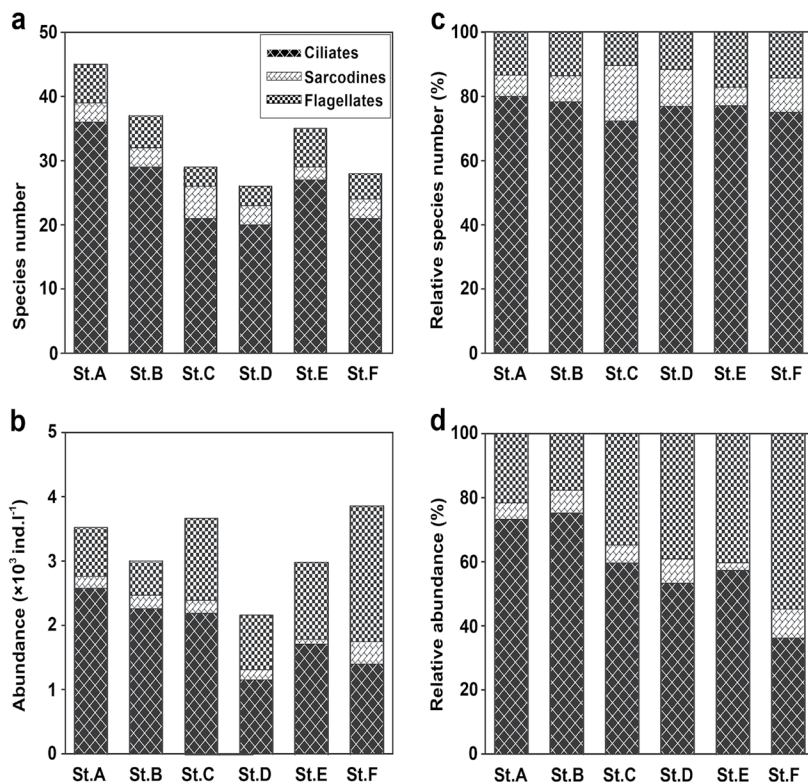 a
50
40
30
20
10
0
Species number
Ciliates
Sarcodines
Flagellates
St.A St.B St.C St.D St.E St.F
c
100
80
60
40
20
0
Relative species number (%)
St.A St.B St.C St.D St.E St.F
b
5
4
3
2
1
0
Abundance (×10³ ind.l⁻¹)
St.A St.B St.C St.D St.E St.F
d
100
80
60
40
20
0
Relative abundance (%)
St.A St.B St.C St.D St.E St.F